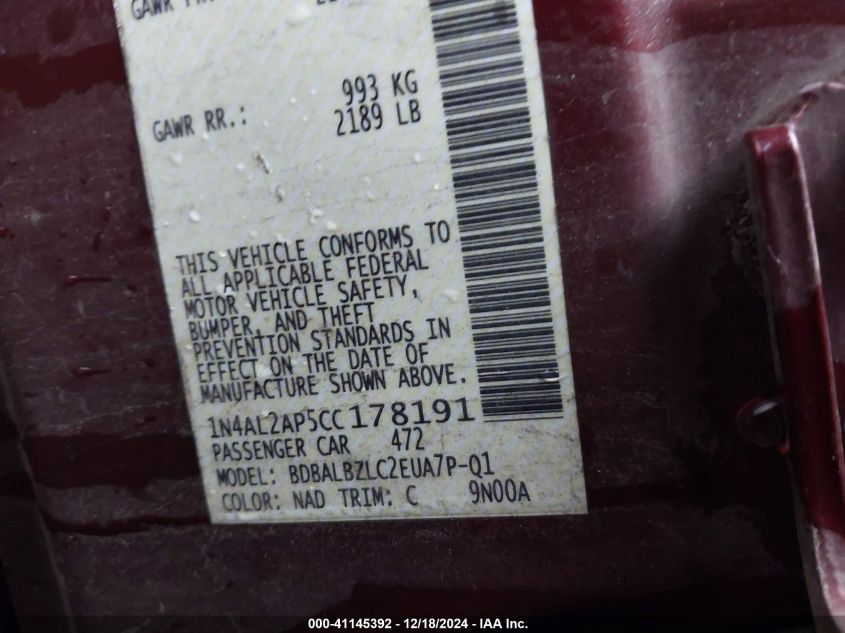 GAWR
993 KG
GAWR RR.: 2189 LB
THIS VEHICLE CONFORMS TO
ALL APPLICABLE FEDERAL
MOTOR VEHICLE SAFETY,
BUMPER, AND THEFT
PREVENTION STANDARDS IN
EFFECT ON THE DATE OF
MANUFACTURE SHOWN ABOVE.
1N4AL2AP5CC178191
PASSENGER CAR 472
MODEL: BDBALBZLC2EUA7P-Q1
COLOR: NAD TRIM: C 9N00A
000-41145392 - 12/18/2024 - IAA Inc.